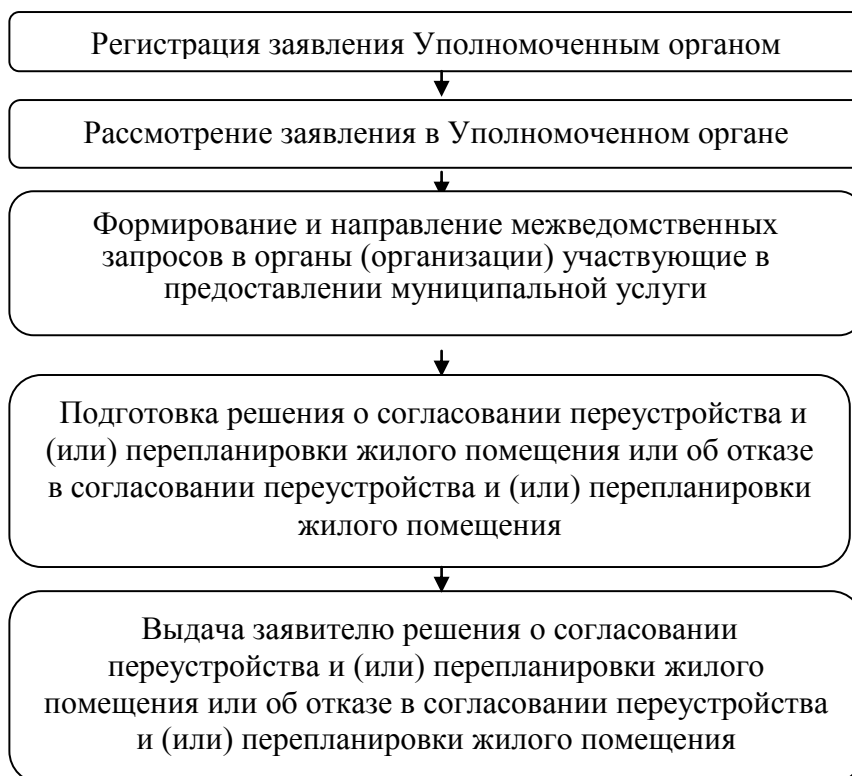 Регистрация заявления Уполномоченным органом
Рассмотрение заявления в Уполномоченном органе
Формирование и направление межведомственных
запросов в органы (организации) участвующие в
предоставлении муниципальной услуги
Подготовка решения о согласовании переустройства и
(или) перепланировки жилого помещения или об отказе
в согласовании переустройства и (или) перепланировки
жилого помещения
Выдача заявителю решения о согласовании
переустройства и (или) перепланировки жилого
помещения или об отказе в согласовании переустройства
и (или) перепланировки жилого помещения